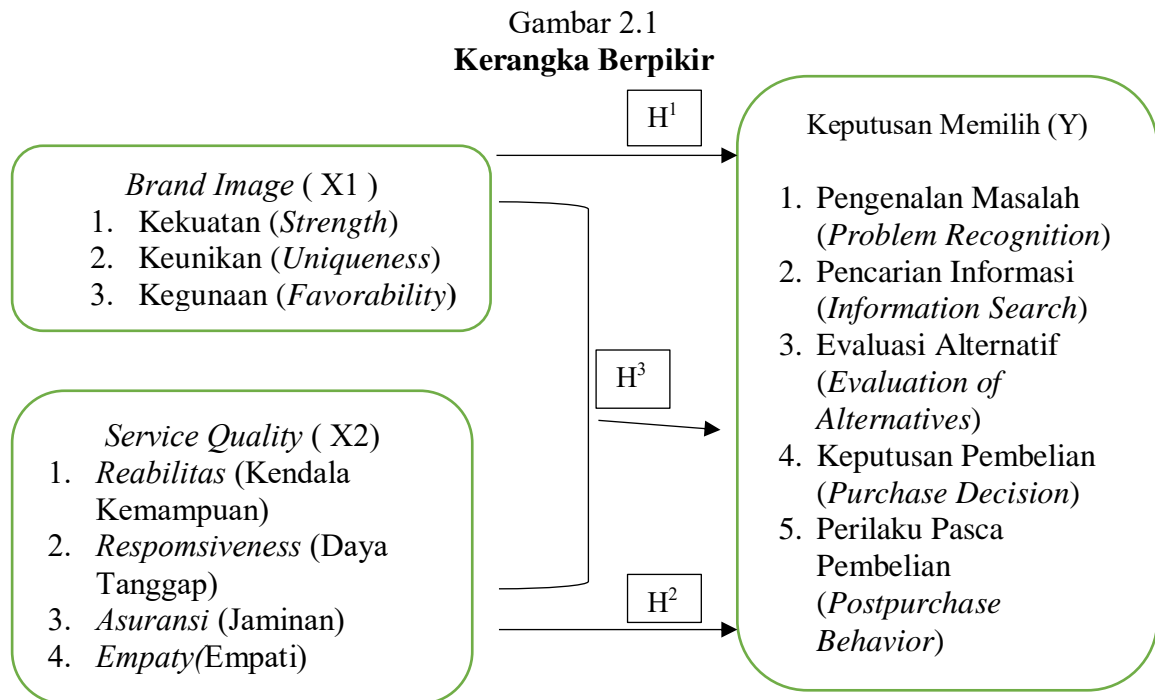 Gambar 2.1
Kerangka Berpikir
H¹
Brand Image ( X1 )
1. Kekuatan (Strength)
2. Keunikan (Uniqueness)
3. Kegunaan (Favorability)
H³
Service Quality ( X2)
1. Reabilitas (Kendala
Kemampuan)
2. Respomsiveness (Daya
Tanggap)
3. Asuransi (Jaminan)
4. Empaty(Empati)
H²
Keputusan Memilih (Y)
1. Pengenalan Masalah
(Problem Recognition)
2. Pencarian Informasi
(Information Search)
3. Evaluasi Alternatif
(Evaluation of
Alternatives)
4. Keputusan Pembelian
(Purchase Decision)
5. Perilaku Pasca
Pembelian
(Postpurchase
Behavior)